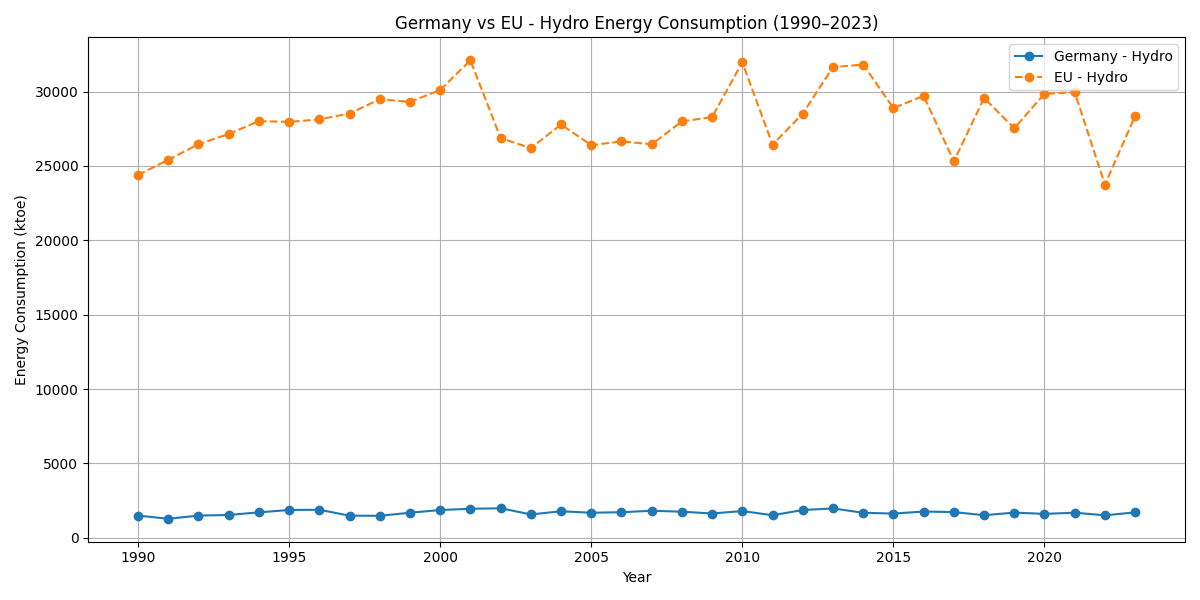 Germany vs EU - Hydro Energy Consumption (1990–2023)
Germany - Hydro
EU - Hydro
Energy Consumption (ktoe)
30000
25000
20000
15000
10000
5000
0
1990 1995 2000 2005 2010 2015 2020
Year